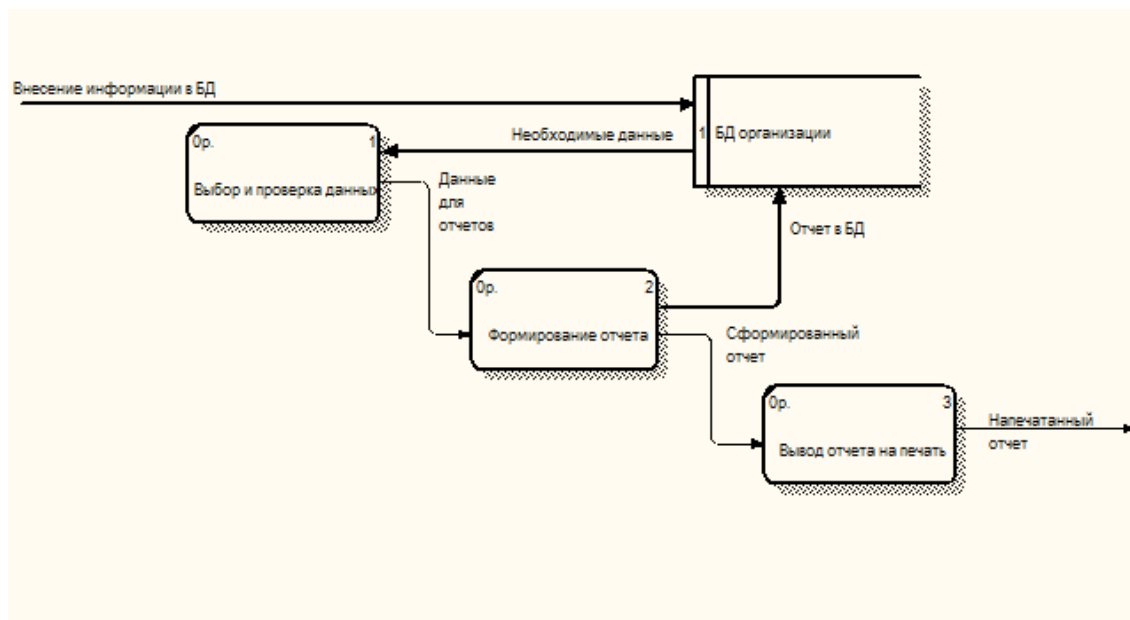 Внесение информации в БД
0р. 1
Выбор и проверка данных
Необходимые данные
1 БД организации
Данные
для
отчетов
Отчет в БД
0р. 2
Формирование отчета
Сформированный
отчет
0р. 3
Вывод отчета на печать
Напечатанный
отчет